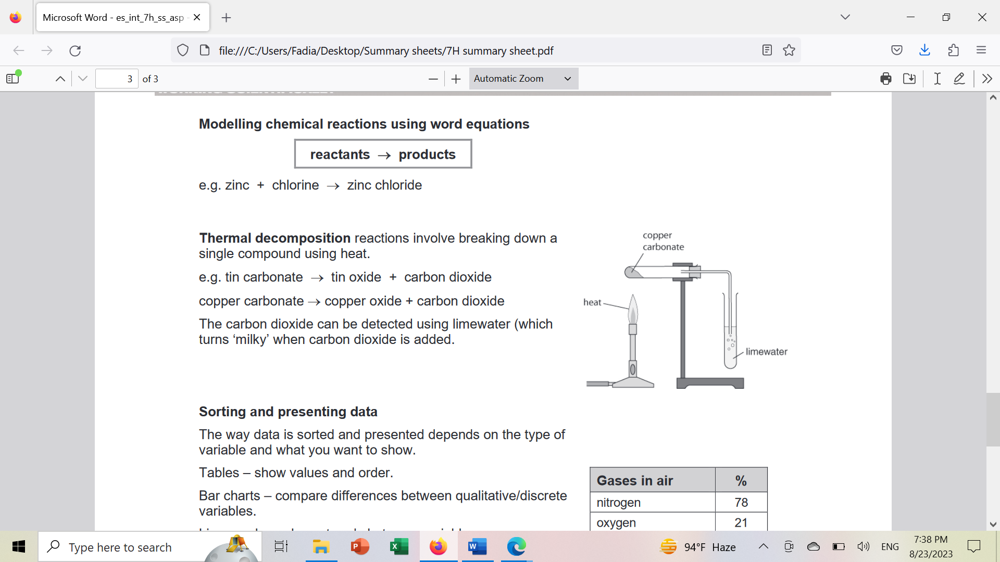 Microsoft Word - es_int_7h_ss_asp -
file:///C:/Users/Fadia/Desktop/Summary sheets/7H summary sheet.pdf
3 of 3
Automatic Zoom
Modelling chemical reactions using word equations
reactants → products
e.g. zinc + chlorine → zinc chloride
Thermal decomposition reactions involve breaking down a
single compound using heat.
e.g. tin carbonate → tin oxide + carbon dioxide
copper carbonate → copper oxide + carbon dioxide
The carbon dioxide can be detected using limewater (which
turns ‘milky’ when carbon dioxide is added.
copper
carbonate
heat
limewater
Sorting and presenting data
The way data is sorted and presented depends on the type of
variable and what you want to show.
Tables – show values and order.
Bar charts – compare differences between qualitative/discrete
variables.
Gases in air %
nitrogen 78
oxygen 21
Type here to search
94°F Haze
ENG
7:38 PM
8/23/2023